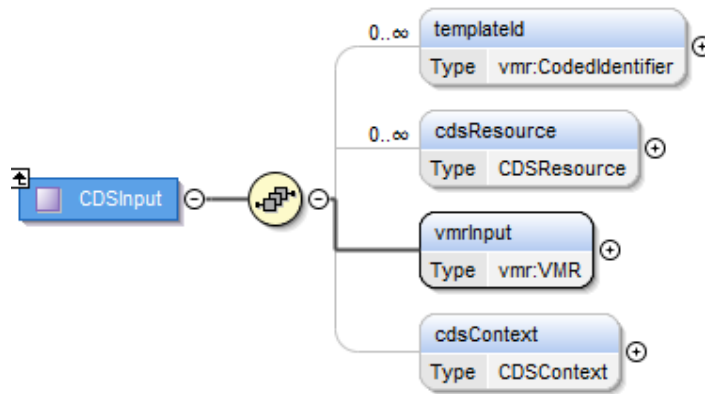 0..∞
templateId
Type vmr:CodedIdentifier
0..∞
cdsResource
Type CDSResource
CDSInput
vmrInput
Type vmr:VMR
cdsContext
Type CDSContext